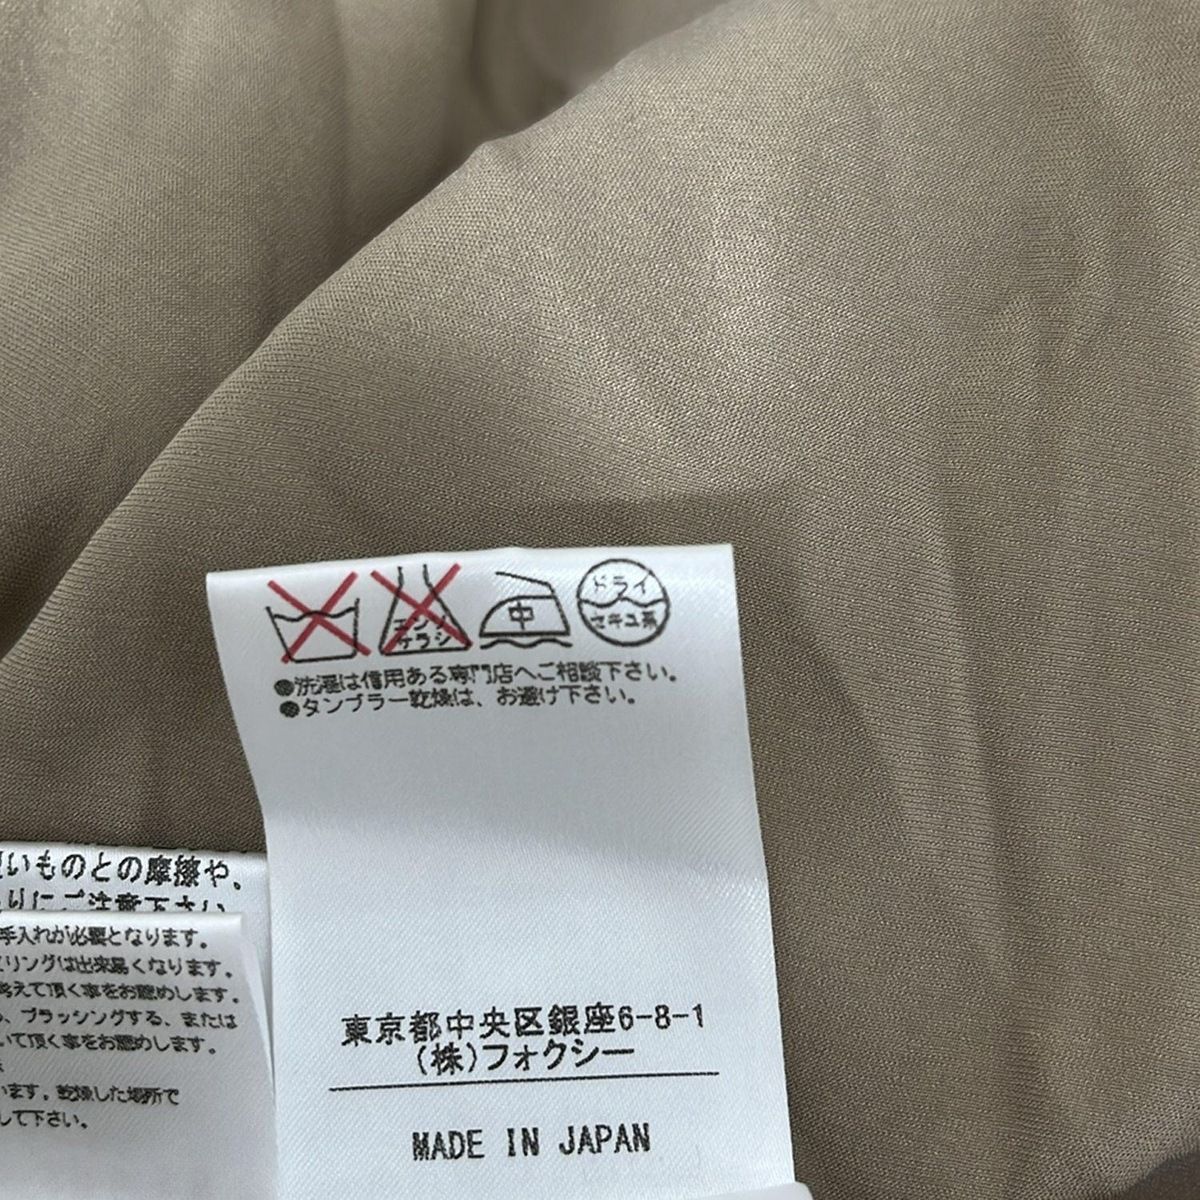 エンソ
ケラシ
中
ドライ
セキユ系
●洗濯は信用ある専門店へご相談下さい。
●タンブラー乾燥は、お避け下さい。
いものとの摩擦や、
りにご注意下さい
手入れが必要となります。
リングは出来易くなります。
考えて頂く事をお勧めします。
、ブラッシングする、または
いて頂く事をお勧めします。
います。乾燥した場所で
して下さい。
東京都中央区銀座6-8-1
(株)フォクシー
MADE IN JAPAN